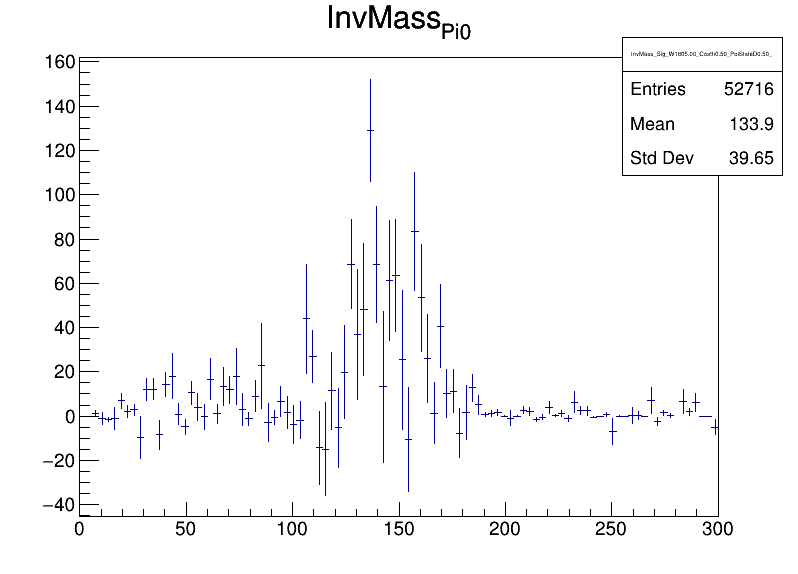 InvMass_Pi0
InvMass_Sig_W1805.00_Costh0.50_PolStateD0.50_
Entries 52716
Mean 133.9
Std Dev 39.65
160
140
120
100
80
60
40
20
0
−20
−40
0 50 100 150 200 250 300